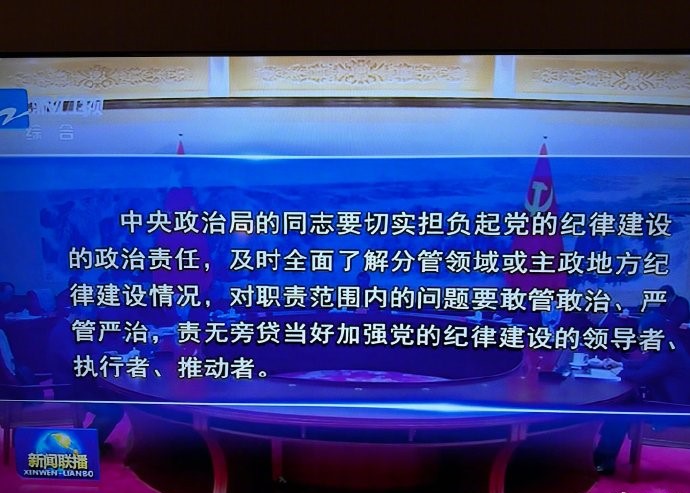 综合
中央政治局的同志要切实担负起党的纪律建设
的政治责任，及时全面了解分管领域或主政地方纪
律建设情况，对职责范围内的问题要敢管敢治、严
管严治，责无旁贷当好加强党的纪律建设的领导者、
执行者、推动者。
新闻联播
XINWEN-LIANBO